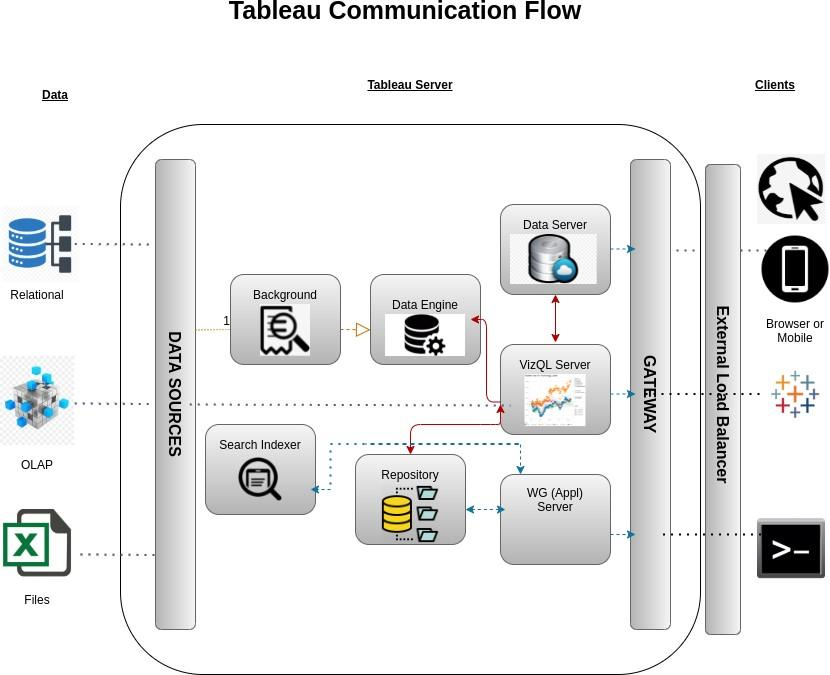 Tableau Communication Flow
Data
Tableau Server
Clients
Relational
OLAP
Files
DATA SOURCES
1
Background
Data Engine
Data Server
VizQL Server
Search Indexer
Repository
WG (Appl)
Server
GATEWAY
External Load Balancer
Browser or
Mobile
X
>–